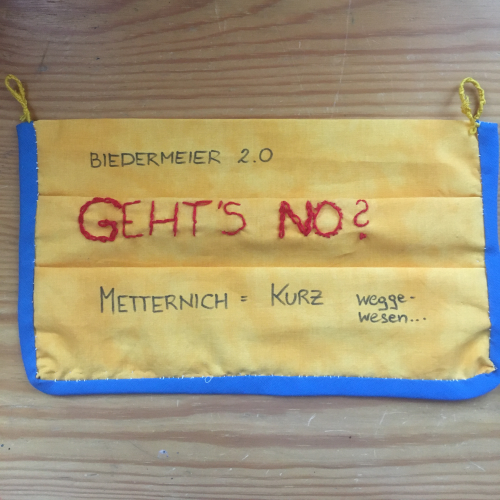 BIEDERMEIER 2.0
GEHT'S NO?
METTERNICH = KURZ wegge-
wesen...